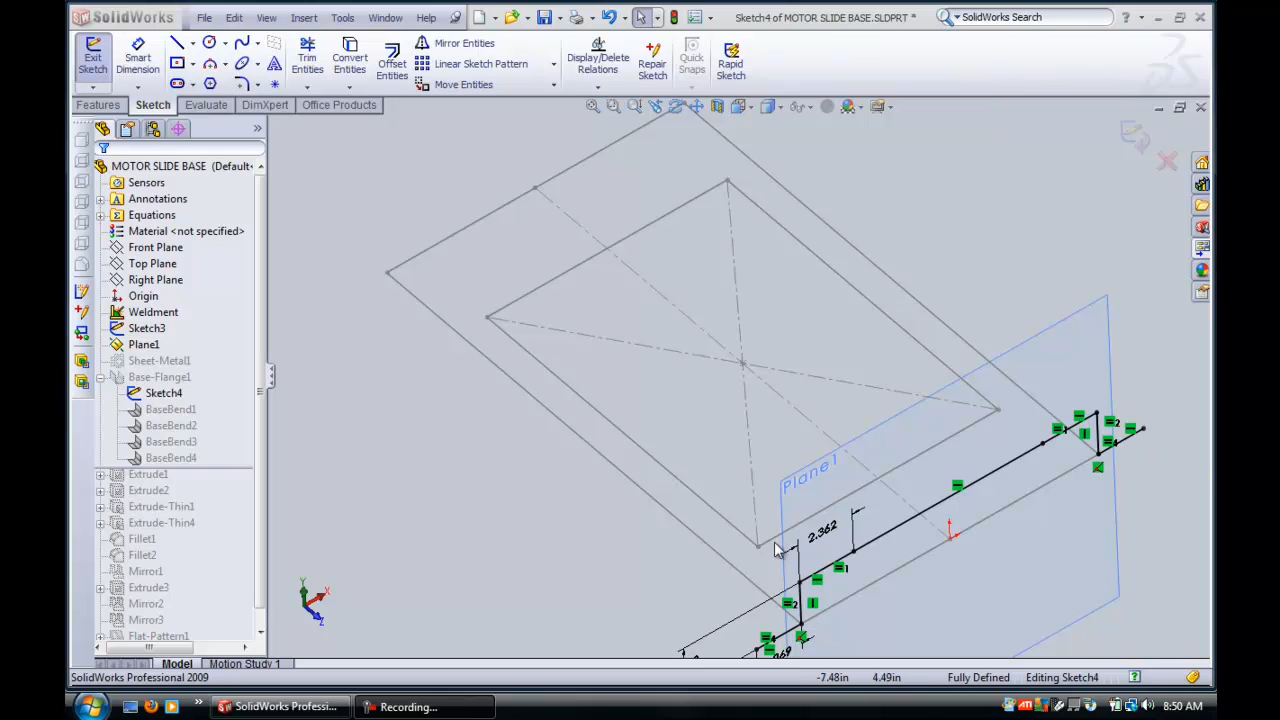 SolidWorks File Edit View Insert Tools Window Help Sketch4 of MOTOR SLIDE BASE.SLDPRT * SolidWorks Search
Exit Sketch
Smart Dimension
Trim Entities
Convert Entities
Offset Entities
Mirror Entities
Linear Sketch Pattern
Move Entities
Display/Delete Relations
Repair Sketch
Quick Snaps
Rapid Sketch
Features Sketch Evaluate DimXpert Office Products
MOTOR SLIDE BASE (Default
Sensors
Annotations
Equations
Material <not specified>
Front Plane
Top Plane
Right Plane
Origin
Weldment
Sketch3
Plane1
Sheet-Metal1
Base-Flange1
Sketch4
BaseBend1
BaseBend2
BaseBend3
BaseBend4
Extrude1
Extrude2
Extrude-Thin1
Extrude-Thin4
Fillet1
Fillet2
Mirror1
Extrude3
Mirror2
Mirror3
Flat-Pattern1
Plane1
2.362
Y
X
Z
Model Motion Study 1
SolidWorks Professional 2009 -7.48in 4.49in Fully Defined Editing Sketch4
SolidWorks Professi... Recording... 8:50 AM